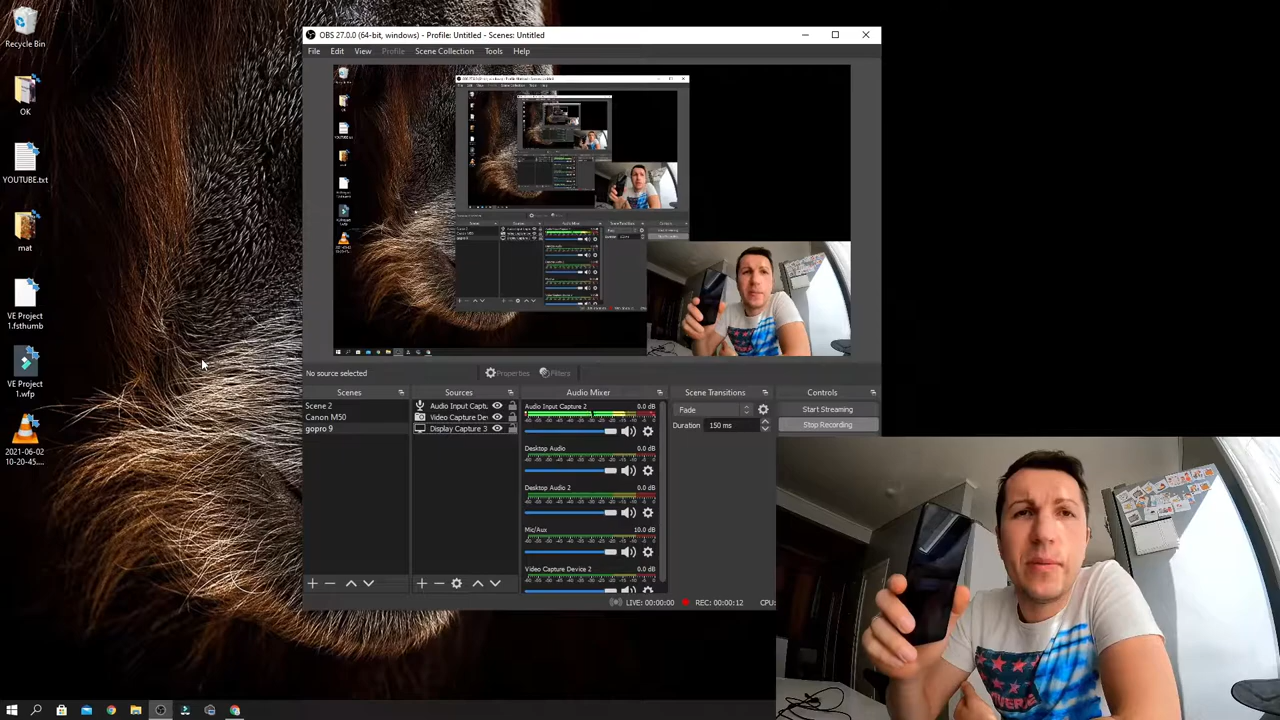 Recycle Bin
OK
YOUTUBE.txt
mat
VE Project
1.fsthumb
VE Project
1.wfp
2021-06-02
10-20-45....
OBS 27.0.0 (64-bit, windows) - Profile: Untitled - Scenes: Untitled
File Edit View Profile Scene Collection Tools Help
No source selected Properties Filters
Scenes
Scene 2
Canon M50
gopro 9
Sources
Audio Input Captu
Video Capture Dev
Display Capture 3
Audio Mixer
Audio Input Capture 2 0.0 dB
Desktop Audio 0.0 dB
Desktop Audio 2 0.0 dB
Mic/Aux 10.0 dB
Video Capture Device 2 0.0 dB
Scene Transitions
Fade
Duration 150 ms
Controls
Start Streaming
Stop Recording
LIVE: 00:00:00 REC: 00:00:12 CPU: